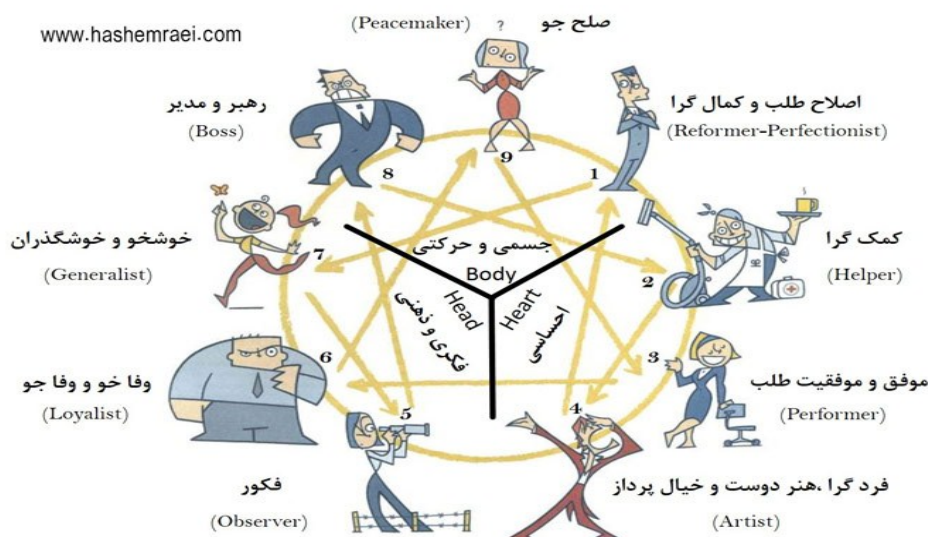 www.hashemraei.com
(Peacemaker)
?
صلح جو
رهبر و مدیر
(Boss)
اصلاح طلب و کمال گرا
(Reformer-Perfectionist)
9
8
1
خوشخو و خوشگذران
(Generalist)
7
جسمی و حرکتی
Body
کمک گرا
(Helper)
2
Head
فکری و ذهنی
Heart
احساسی
وفا خو و وفا جو
(Loyalist)
6
3
موفق و موفقیت طلب
(Performer)
5
4
فکور
(Observer)
فرد گرا ،هنر دوست و خیال پرداز
(Artist)